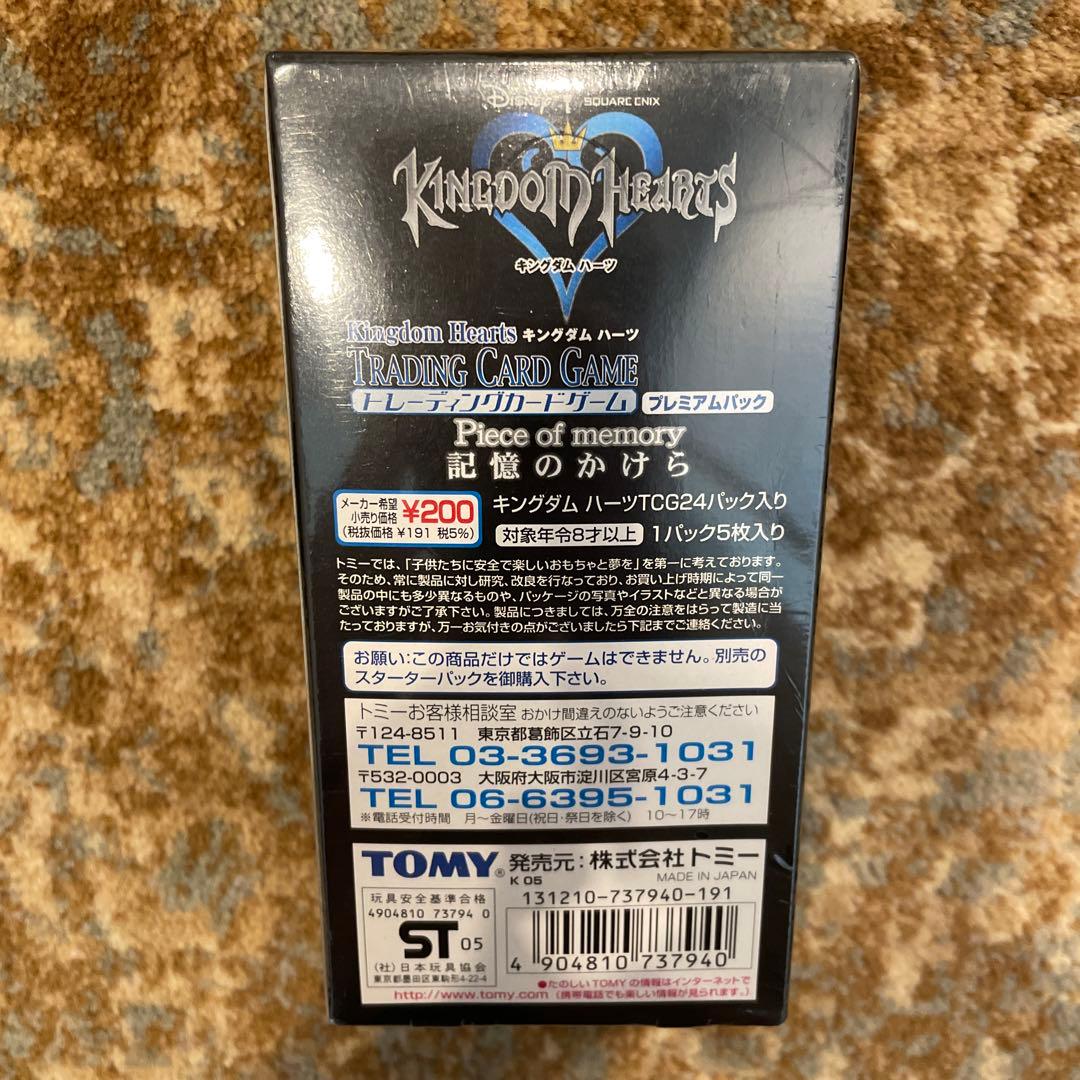 Disney SQUARE ENIX
KINGDOM HEARTS
キングダム ハーツ
Kingdom Hearts キングダム ハーツ
TRADING CARD GAME
トレーディングカードゲーム プレミアムパック
Piece of memory
記憶のかけら
メーカー希望
小売り価格 ¥200
(税抜価格 ¥191 税5%)
キングダム ハーツTCG24パック入り
対象年令8才以上 1パック5枚入り
トミーでは、「子供たちに安全で楽しいおもちゃと夢を」を第一に考えております。
そのため、常に製品に対し研究、改良を行なっており、お買い上げ時期によって同一
製品の中にも多少異なるものや、パッケージの写真やイラストなどと異なる場合が
ございますがご了承下さい。製品につきましては、万全の注意をはらって製造に当
たっておりますが、万一お気付きの点がございましたら下記までご連絡ください。
お願い:この商品だけではゲームはできません。別売の
スターターパックを御購入下さい。
トミーお客様相談室 おかけ間違えのないようご注意ください
〒124-8511 東京都葛飾区立石7-9-10
TEL 03-3693-1031
〒532-0003 大阪府大阪市淀川区宮原4-3-7
TEL 06-6395-1031
※電話受付時間 月〜金曜日(祝日・祭日を除く) 10〜17時
TOMY® 発売元:株式会社トミー
K 05 MADE IN JAPAN
131210-737940-191
玩具安全基準合格
4904810 73794 0
ST 05
(社)日本玩具協会
東京都墨田区東駒形4-22-4
4 904810 737940
●たのしいTOMYの情報はインターネットで
http://www.tomy.com (携帯電話でも楽しい情報が見られます。)